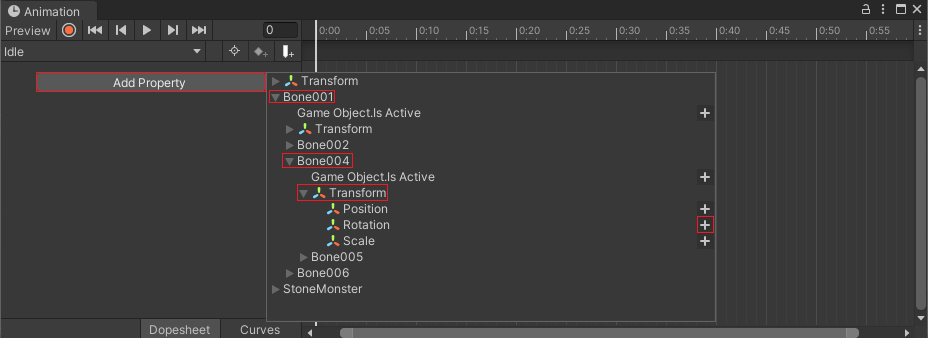 Animation
Preview 0 0:00 0:05 0:10 0:15 0:20 0:25 0:30 0:35 0:40 0:45 0:50 0:55
Idle
Add Property
Transform
Bone001
Game Object.Is Active
Transform
Bone002
Bone004
Game Object.Is Active
Transform
Position
Rotation
Scale
Bone005
Bone006
StoneMonster
Dopesheet Curves